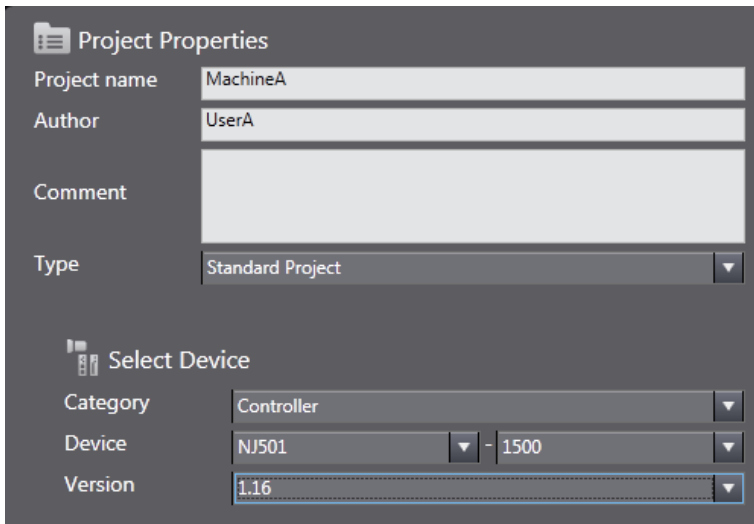 Project Properties
Project name MachineA
Author UserA
Comment
Type Standard Project
Select Device
Category Controller
Device NJ501 - 1500
Version 1.16